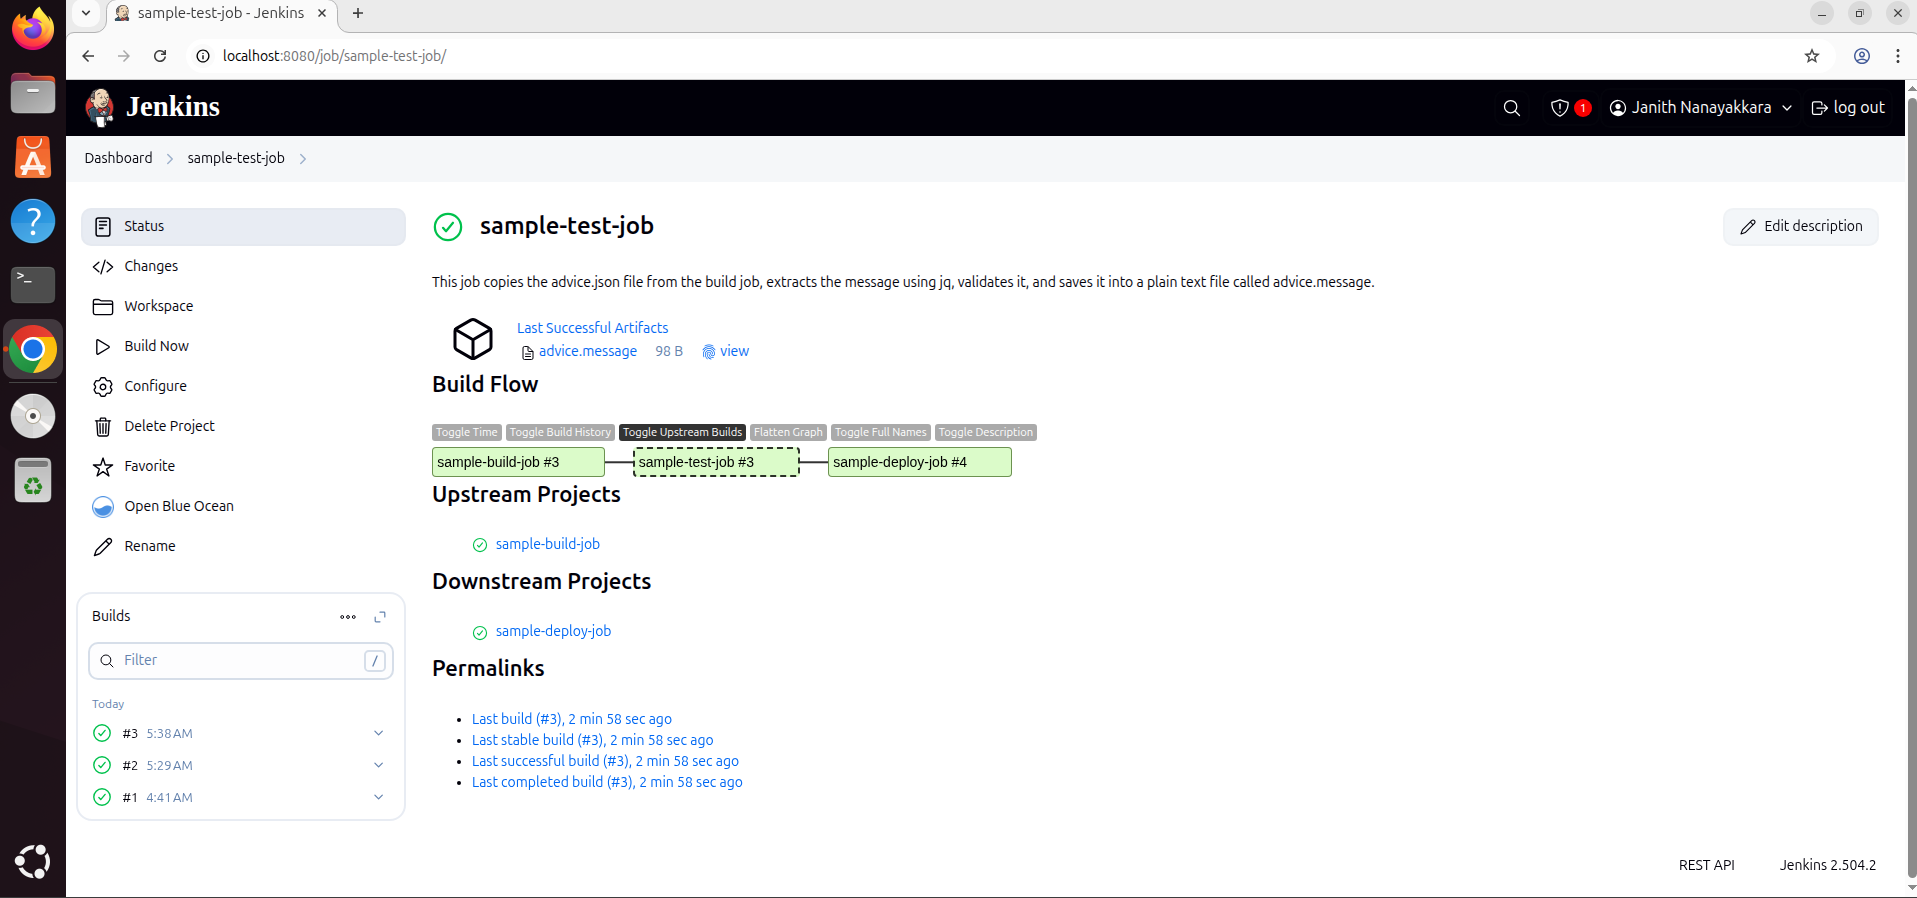 sample-test-job - Jenkins
localhost:8080/job/sample-test-job/
Jenkins
1
Janith Nanayakkara
log out
Dashboard
sample-test-job
Status
Changes
Workspace
Build Now
Configure
Delete Project
Favorite
Open Blue Ocean
Rename
Builds
Filter
/
Today
#3 5:38 AM
#2 5:29 AM
#1 4:41 AM
sample-test-job
Edit description
This job copies the advice.json file from the build job, extracts the message using jq, validates it, and saves it into a plain text file called advice.message.
Last Successful Artifacts
advice.message 98 B view
Build Flow
Toggle Time Toggle Build History Toggle Upstream Builds Flatten Graph Toggle Full Names Toggle Description
sample-build-job #3 sample-test-job #3 sample-deploy-job #4
Upstream Projects
sample-build-job
Downstream Projects
sample-deploy-job
Permalinks
Last build (#3), 2 min 58 sec ago
Last stable build (#3), 2 min 58 sec ago
Last successful build (#3), 2 min 58 sec ago
Last completed build (#3), 2 min 58 sec ago
REST API
Jenkins 2.504.2